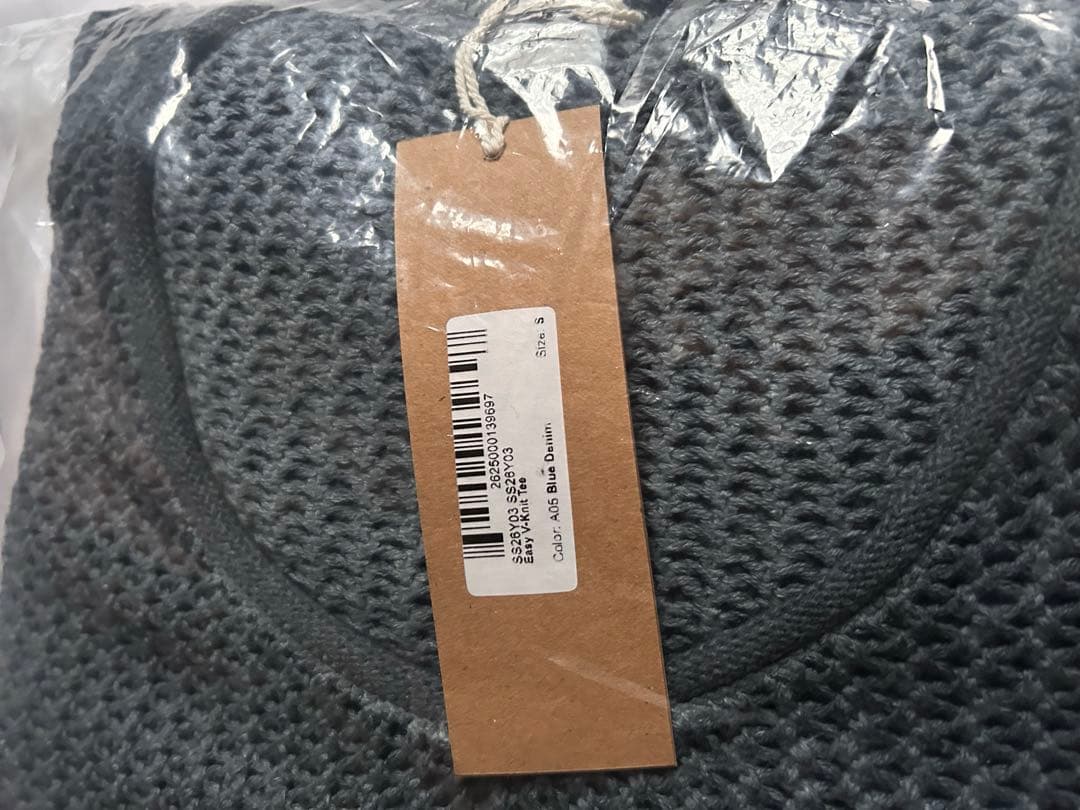 2625000139697
SS26Y03 SS26Y03
Easy V-Knit Tee
Color: A05 Blue Denim
Size: S